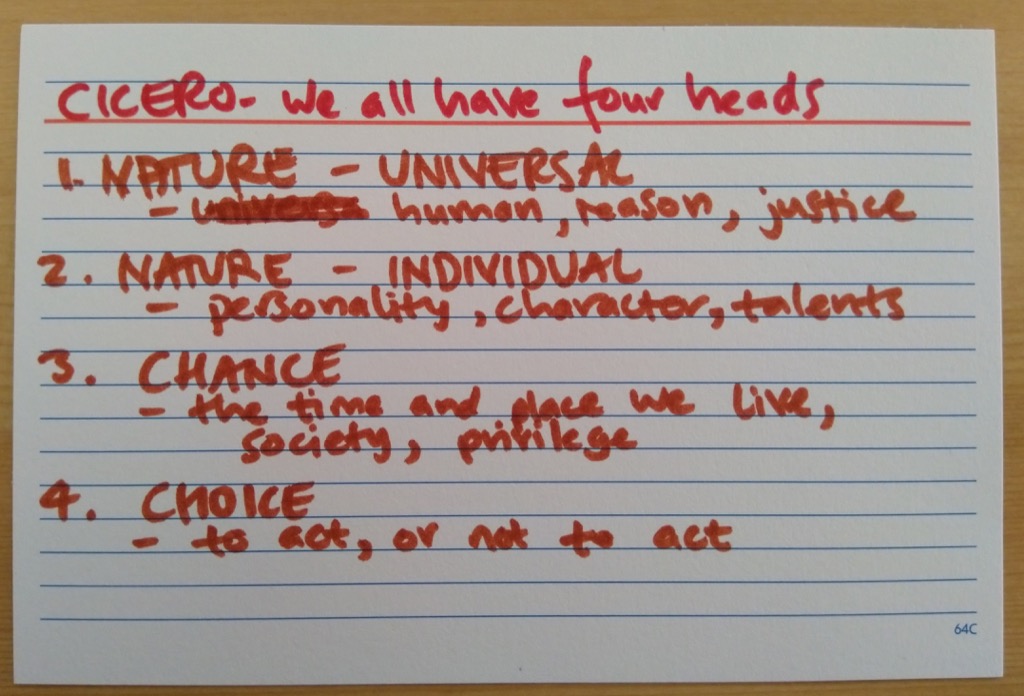 CICERO- We all have four heads
1. NATURE - UNIVERSAL
- univers human, reason, justice
2. NATURE - INDIVIDUAL
- personality, character, talents
3. CHANCE
- the time and place we live,
society, privilege
4. CHOICE
- to act, or not to act
64C